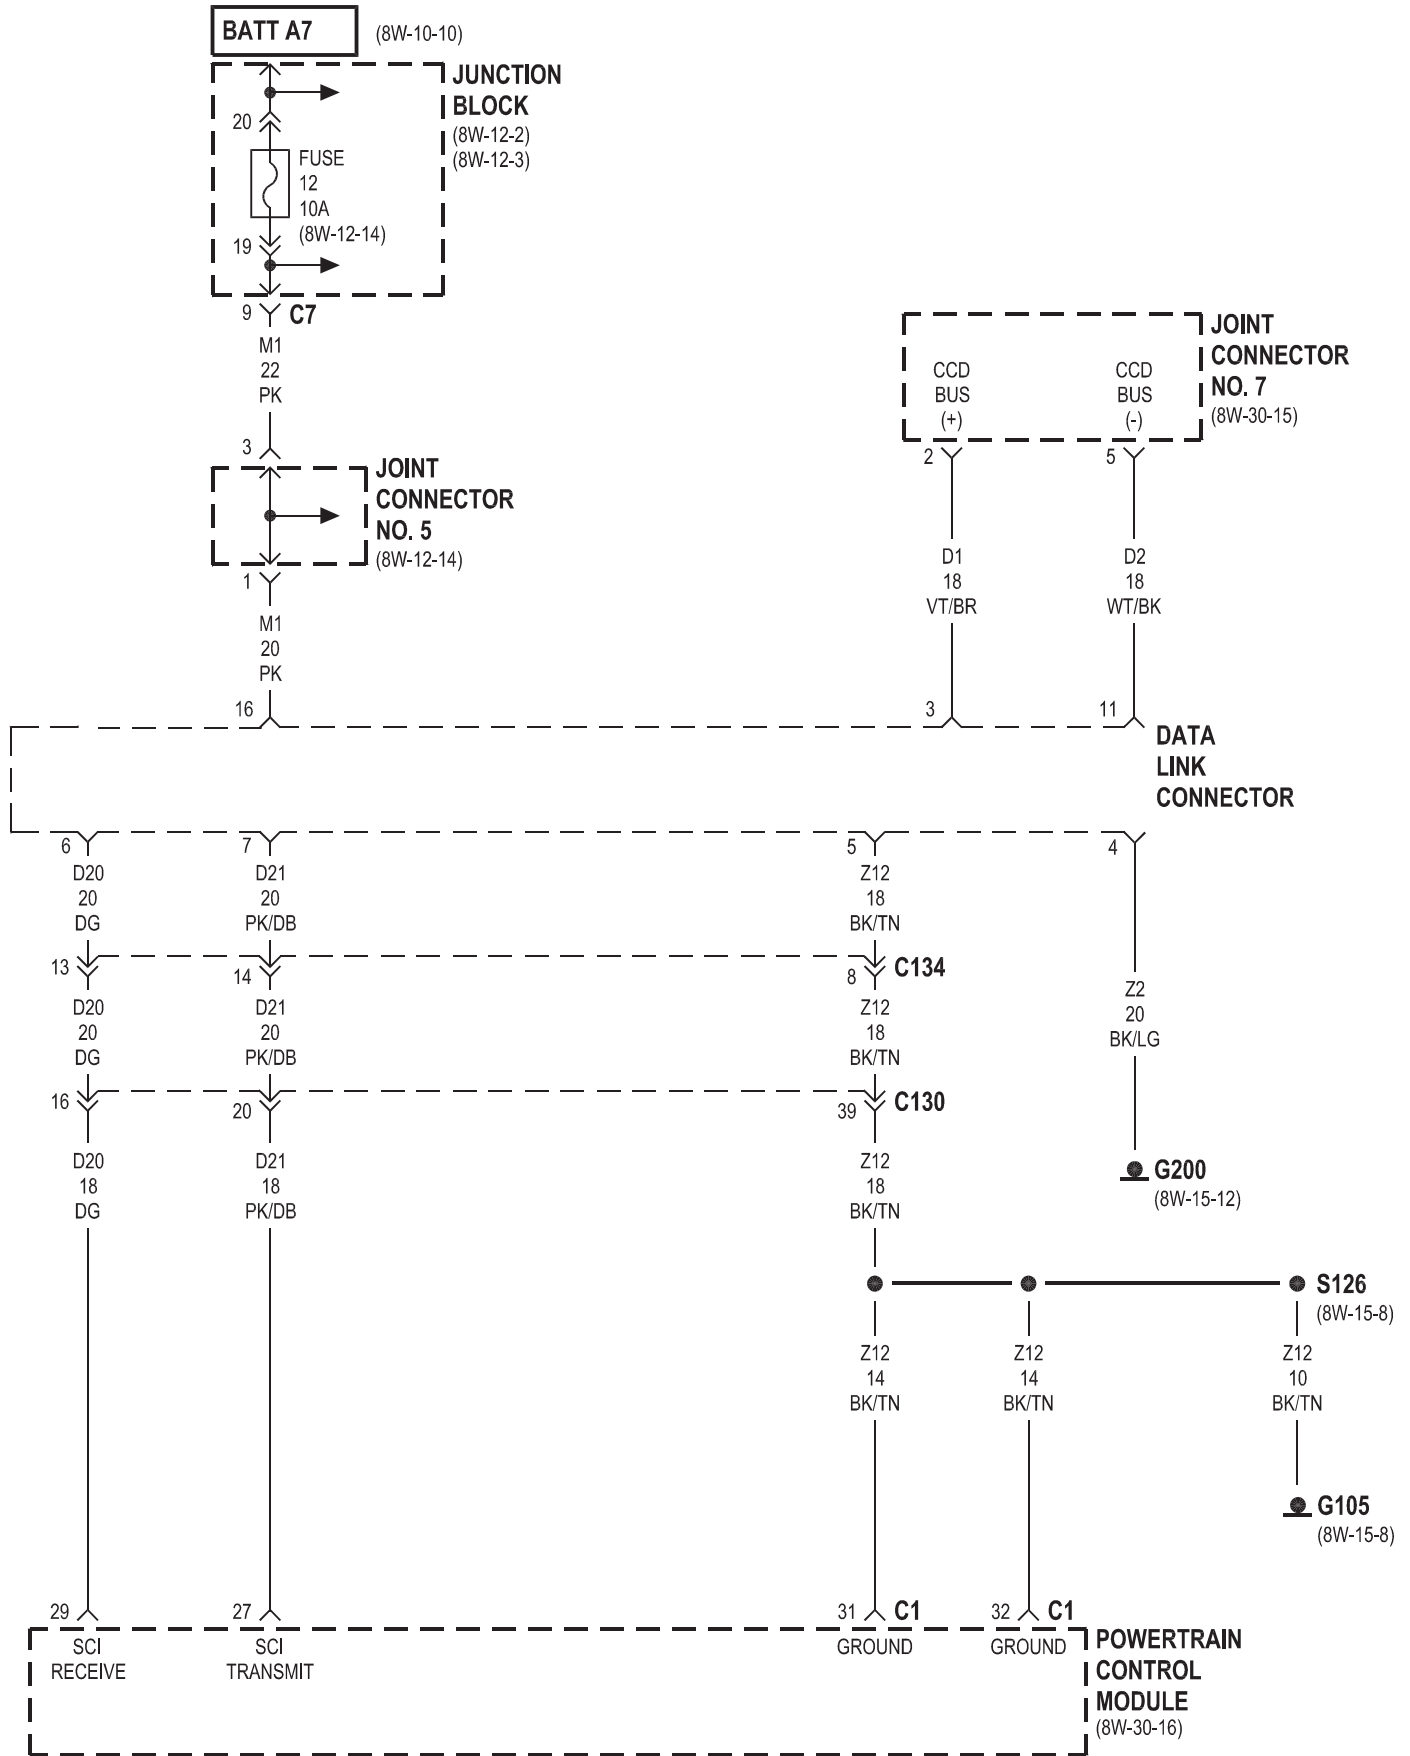 BATT A7
(8W-10-10)
JUNCTION
BLOCK
(8W-12-2)
(8W-12-3)
20
FUSE
12
10A
(8W-12-14)
19
9
C7
M1
22
PK
3
JOINT
CONNECTOR
NO. 5
(8W-12-14)
1
M1
20
PK
16
JOINT
CONNECTOR
NO. 7
(8W-30-15)
CCD
BUS
(+)
CCD
BUS
(-)
2
5
D1
18
VT/BR
D2
18
WT/BK
3
11
DATA
LINK
CONNECTOR
6
7
5
4
D20
20
DG
D21
20
PK/DB
Z12
18
BK/TN
13
14
8
C134
D20
20
DG
D21
20
PK/DB
Z12
18
BK/TN
Z2
20
BK/LG
16
20
39
C130
D20
18
DG
D21
18
PK/DB
Z12
18
BK/TN
G200
(8W-15-12)
S126
(8W-15-8)
Z12
14
BK/TN
Z12
14
BK/TN
Z12
10
BK/TN
G105
(8W-15-8)
29
27
31
C1
32
C1
SCI
RECEIVE
SCI
TRANSMIT
GROUND
GROUND
POWERTRAIN
CONTROL
MODULE
(8W-30-16)